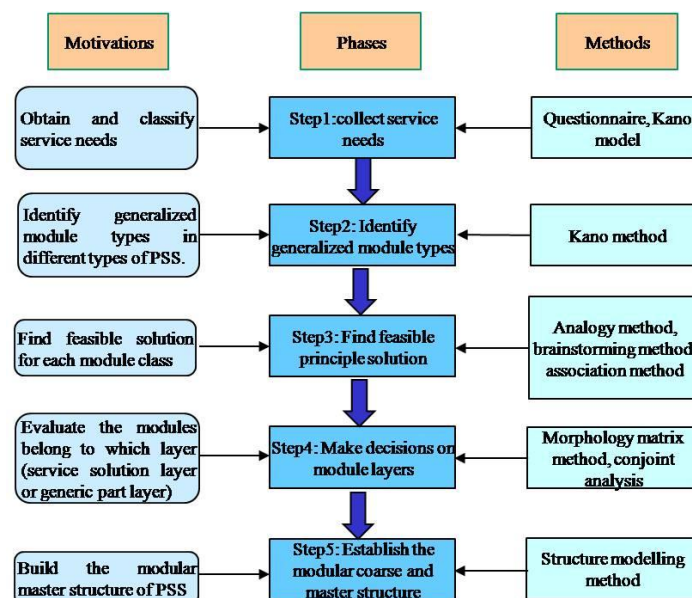 Motivations
Phases
Methods
Obtain and classify
service needs
Step1:collect service
needs
Questionnaire, Kano
model
Identify generalized
module types in
different types of PSS.
Step2: Identify
generalized module types
Kano method
Find feasible solution
for each module class
Step3: Find feasible
principle solution
Analogy method,
brainstorming method,
association method
Evaluate the modules
belong to which layer
(service solution layer
or generic part layer)
Step4: Make decisions on
module layers
Morphology matrix
method, conjoint
analysis
Build the modular
master structure of PSS
Step5: Establish the
modular coarse and
master structure
Structure modelling
method